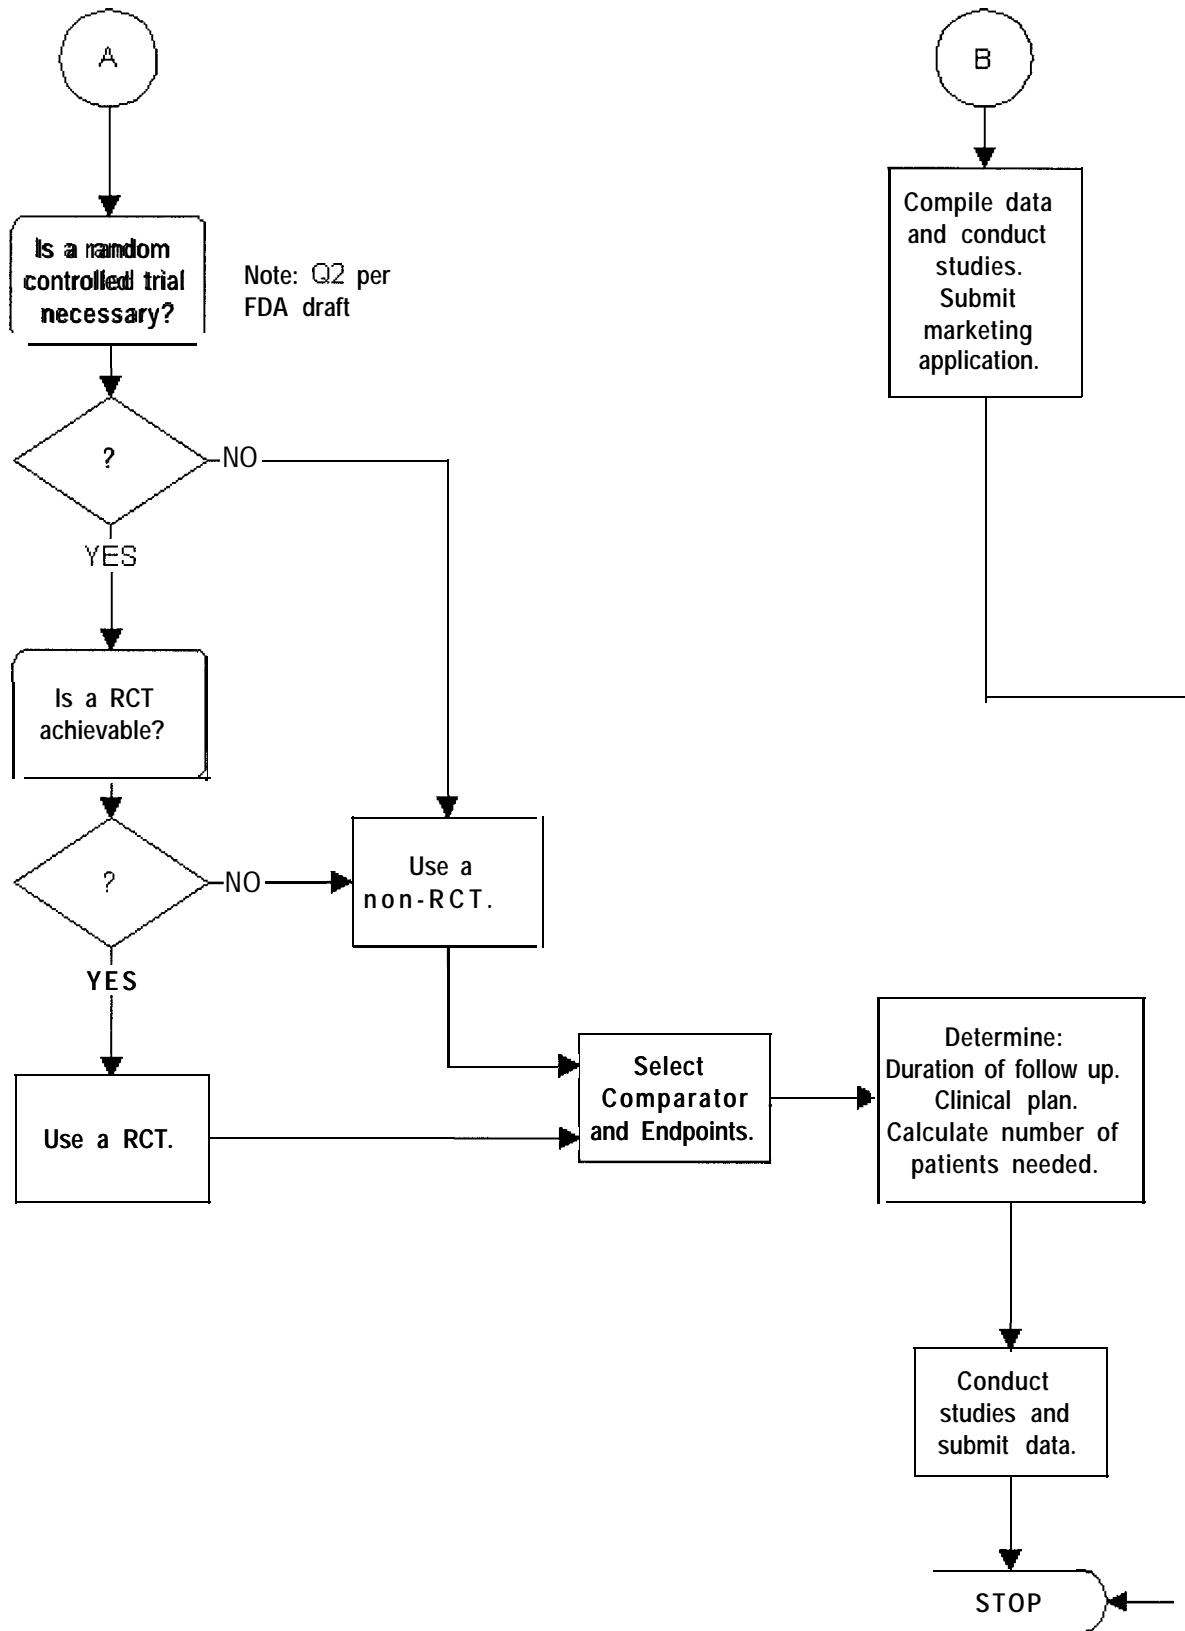 A
Is a random
controlled trial
necessary?
Note: Q2 per
FDA draft
?
NO
YES
Is a RCT
achievable?
?
NO
YES
Use a RCT.
Use a
non-RCT.
Select
Comparator
and Endpoints.
B
Compile data
and conduct
studies.
Submit
marketing
application.
Determine:
Duration of follow up.
Clinical plan.
Calculate number of
patients needed.
Conduct
studies and
submit data.
STOP